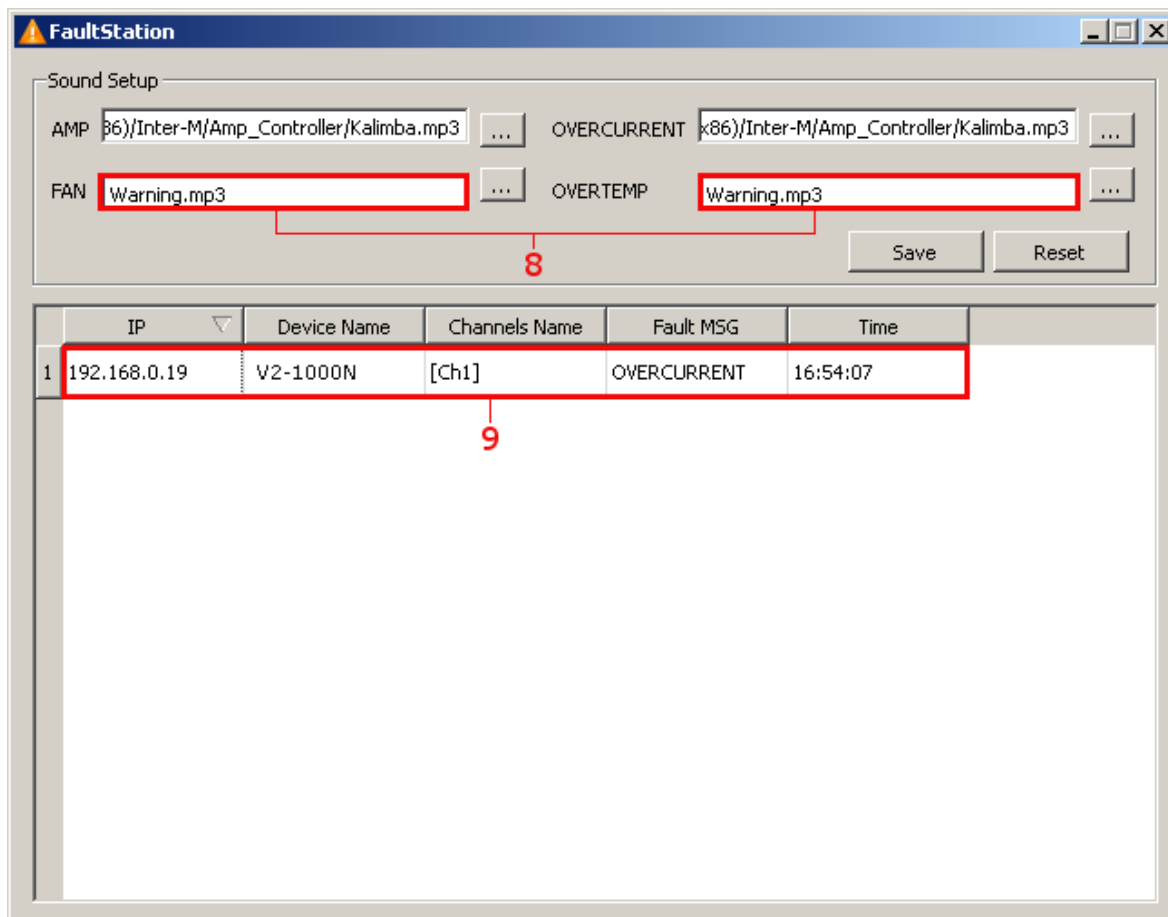 FaultStation
Sound Setup
AMP 86)/Inter-M/Amp_Controller/Kalimba.mp3 ... OVERCURRENT x86)/Inter-M/Amp_Controller/Kalimba.mp3 ...
FAN Warning.mp3 ... OVERTEMP Warning.mp3 ...
8
Save Reset
IP Device Name Channels Name Fault MSG Time
1 192.168.0.19 V2-1000N [Ch1] OVERCURRENT 16:54:07
9